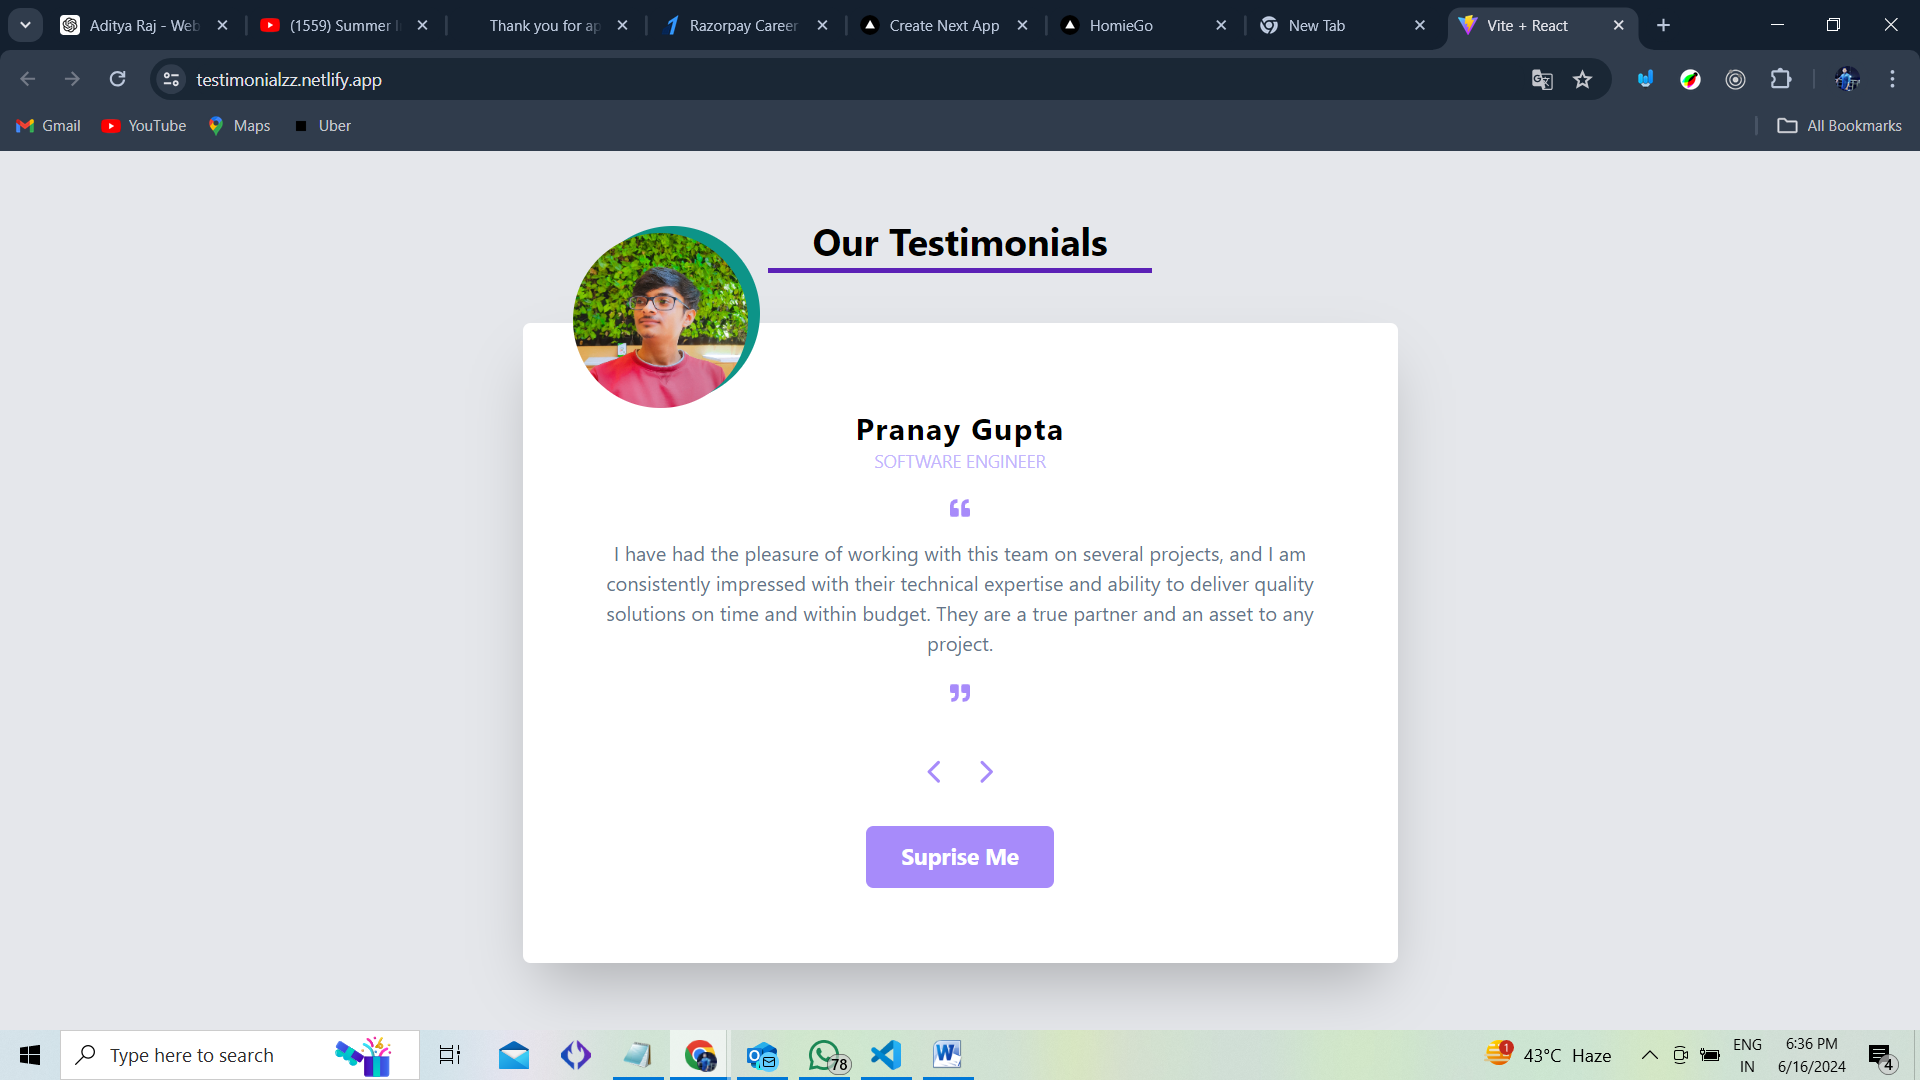 Aditya Raj - Web
(1559) Summer I
Thank you for ap
Razorpay Career
Create Next App
HomieGo
New Tab
Vite + React
testimonialzz.netlify.app
Gmail
YouTube
Maps
Uber
All Bookmarks
Our Testimonials
Pranay Gupta
SOFTWARE ENGINEER
I have had the pleasure of working with this team on several projects, and I am
consistently impressed with their technical expertise and ability to deliver quality
solutions on time and within budget. They are a true partner and an asset to any
project.
Suprise Me
Type here to search
78
1
43°C Haze
ENG
IN
6:36 PM
6/16/2024
4